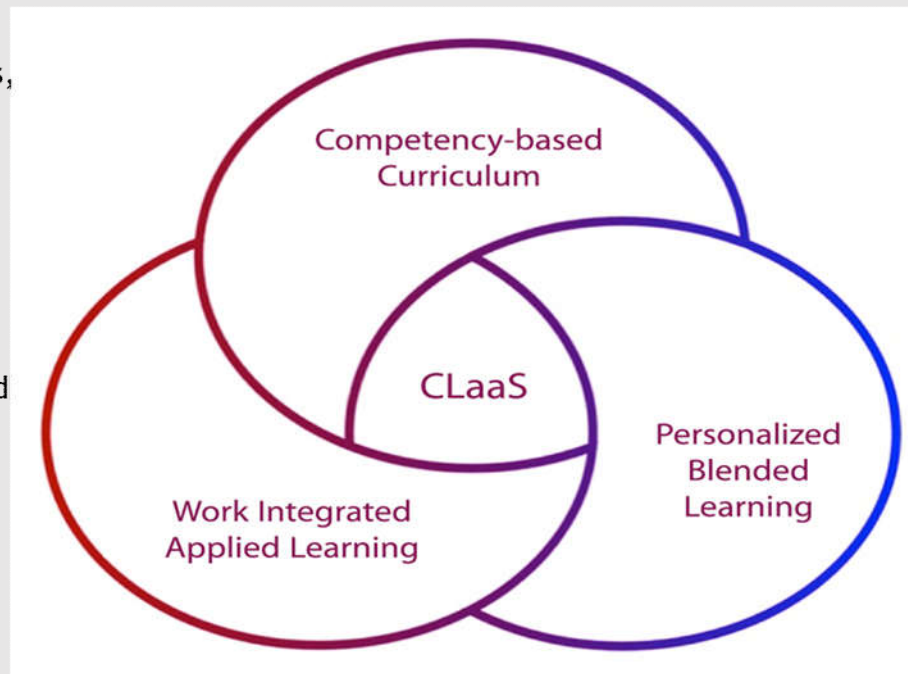 s,
Competency-based
Curriculum
d
CLaaS
Personalized
Blended
Learning
Work Integrated
Applied Learning